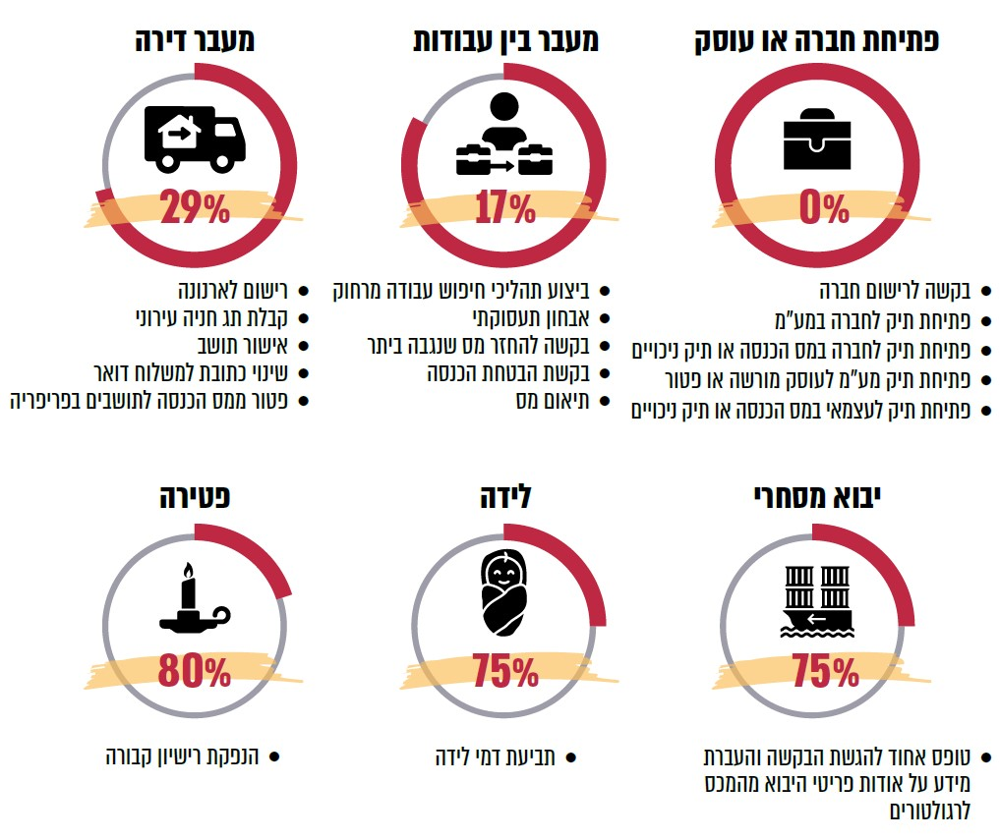 פתיחת חברה או עוסק
0%
• בקשה לרישום חברה
• פתיחת תיק לחברה במע"מ
• פתיחת תיק לחברה במס הכנסה או תיק ניכויים
• פתיחת תיק מע"מ לעוסק מורשה או פטור
• פתיחת תיק לעצמאי במס הכנסה או תיק ניכויים
מעבר בין עבודות
17%
• ביצוע תהליכי חיפוש עבודה מרחוק
• אבחון תעסוקתי
• בקשה להחזר מס שנגבה ביתר
• בקשת הבטחת הכנסה
• תיאום מס
מעבר דירה
29%
• רישום לארנונה
• קבלת תג חניה עירוני
• אישור תושב
• שינוי כתובת למשלוח דואר
• פטור ממס הכנסה לתושבים בפריפריה
יבוא מסחרי
75%
• טופס אחוד להגשת הבקשה והעברת
מידע על אודות פריטי היבוא מהמכס
לרגולטורים
לידה
75%
• תביעת דמי לידה
פטירה
80%
• הנפקת רישיון קבורה